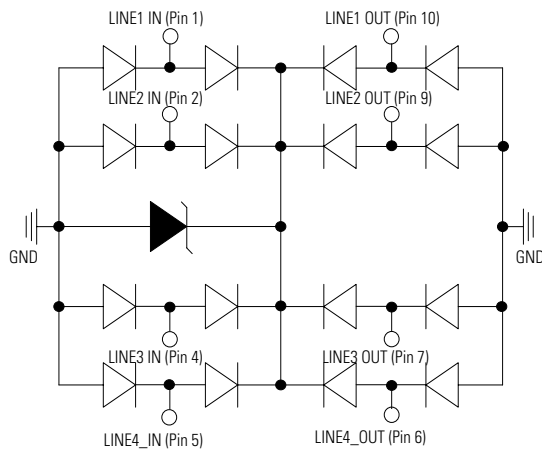 LINE1 IN (Pin 1)
LINE1 OUT (Pin 10)
LINE2 IN (Pin 2)
LINE2 OUT (Pin 9)
GND
GND
LINE3 IN (Pin 4)
LINE3 OUT (Pin 7)
LINE4_IN (Pin 5)
LINE4_OUT (Pin 6)